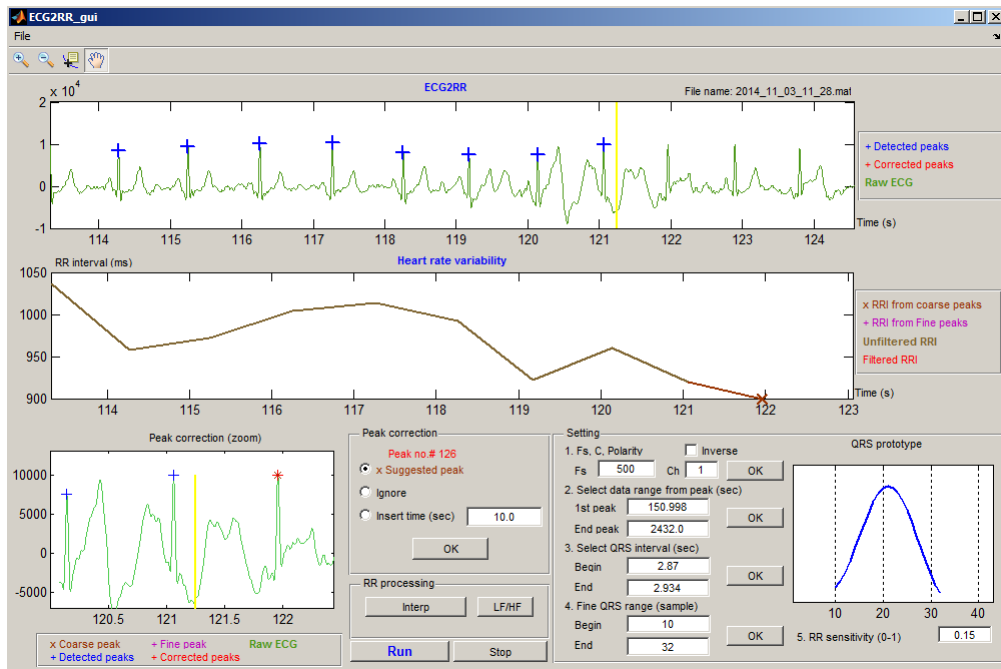 ECG2RR_gui
File
ECG2RR
File name: 2014_11_03_11_28.mat
x 10^4
2
1
0
-1
114 115 116 117 118 119 120 121 122 123 124
Time (s)
+ Detected peaks
+ Corrected peaks
Raw ECG
RR interval (ms)
Heart rate variability
1050
1000
950
900
114 115 116 117 118 119 120 121 122 123
Time (s)
x RRI from coarse peaks
+ RRI from Fine peaks
Unfiltered RRI
Filtered RRI
Peak correction (zoom)
10000
5000
0
-5000
120.5 121 121.5 122
x Coarse peak + Fine peak Raw ECG
+ Detected peaks + Corrected peaks
Peak correction
Peak no.# 126
x Suggested peak
Ignore
Insert time (sec) 10.0
OK
RR processing
Interp LF/HF
Run Stop
Setting
1. Fs, C, Polarity Inverse
Fs 500 Ch 1 OK
2. Select data range from peak (sec)
1st peak 150.998
End peak 2432.0
OK
3. Select QRS interval (sec)
Begin 2.87
End 2.934
OK
4. Fine QRS range (sample)
Begin 10
End 32
OK
QRS prototype
10 20 30 40
5. RR sensitivity (0-1) 0.15